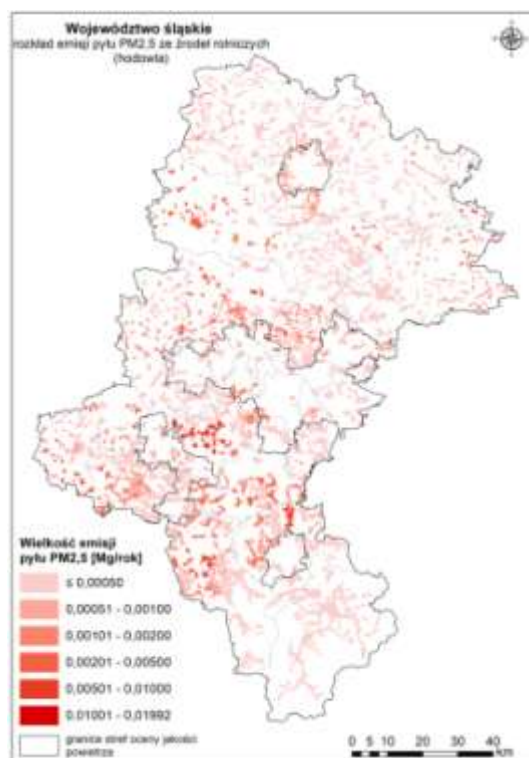 Województwo śląskie
rozkład emisji pyłu PM2,5 ze źródeł rolniczych
(hodowla)
Wielkość emisji
pyłu PM2,5 [Mg/rok]
≤ 0,00050
0,00051 - 0,00100
0,00101 - 0,00200
0,00201 - 0,00500
0,00501 - 0,01000
0,01001 - 0,01992
granice stref oceny jakości
powietrza
0 5 10 20 30 40
km